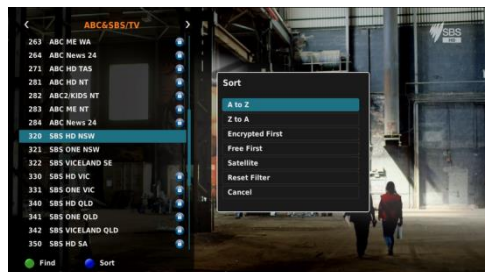 ABC&SBS/TV
263 ABC ME WA
264 ABC News 24
271 ABC HD TAS
281 ABC HD NT
282 ABC2/KIDS NT
283 ABC ME NT
284 ABC News 24
320 SBS HD NSW
321 SBS ONE NSW
322 SBS VICELAND SE
330 SBS HD VIC
331 SBS ONE VIC
340 SBS HD QLD
341 SBS ONE QLD
342 SBS VICELAND QLD
350 SBS HD SA
Find Sort
Sort
A to Z
Z to A
Encrypted First
Free First
Satellite
Reset Filter
Cancel
SBS
HD